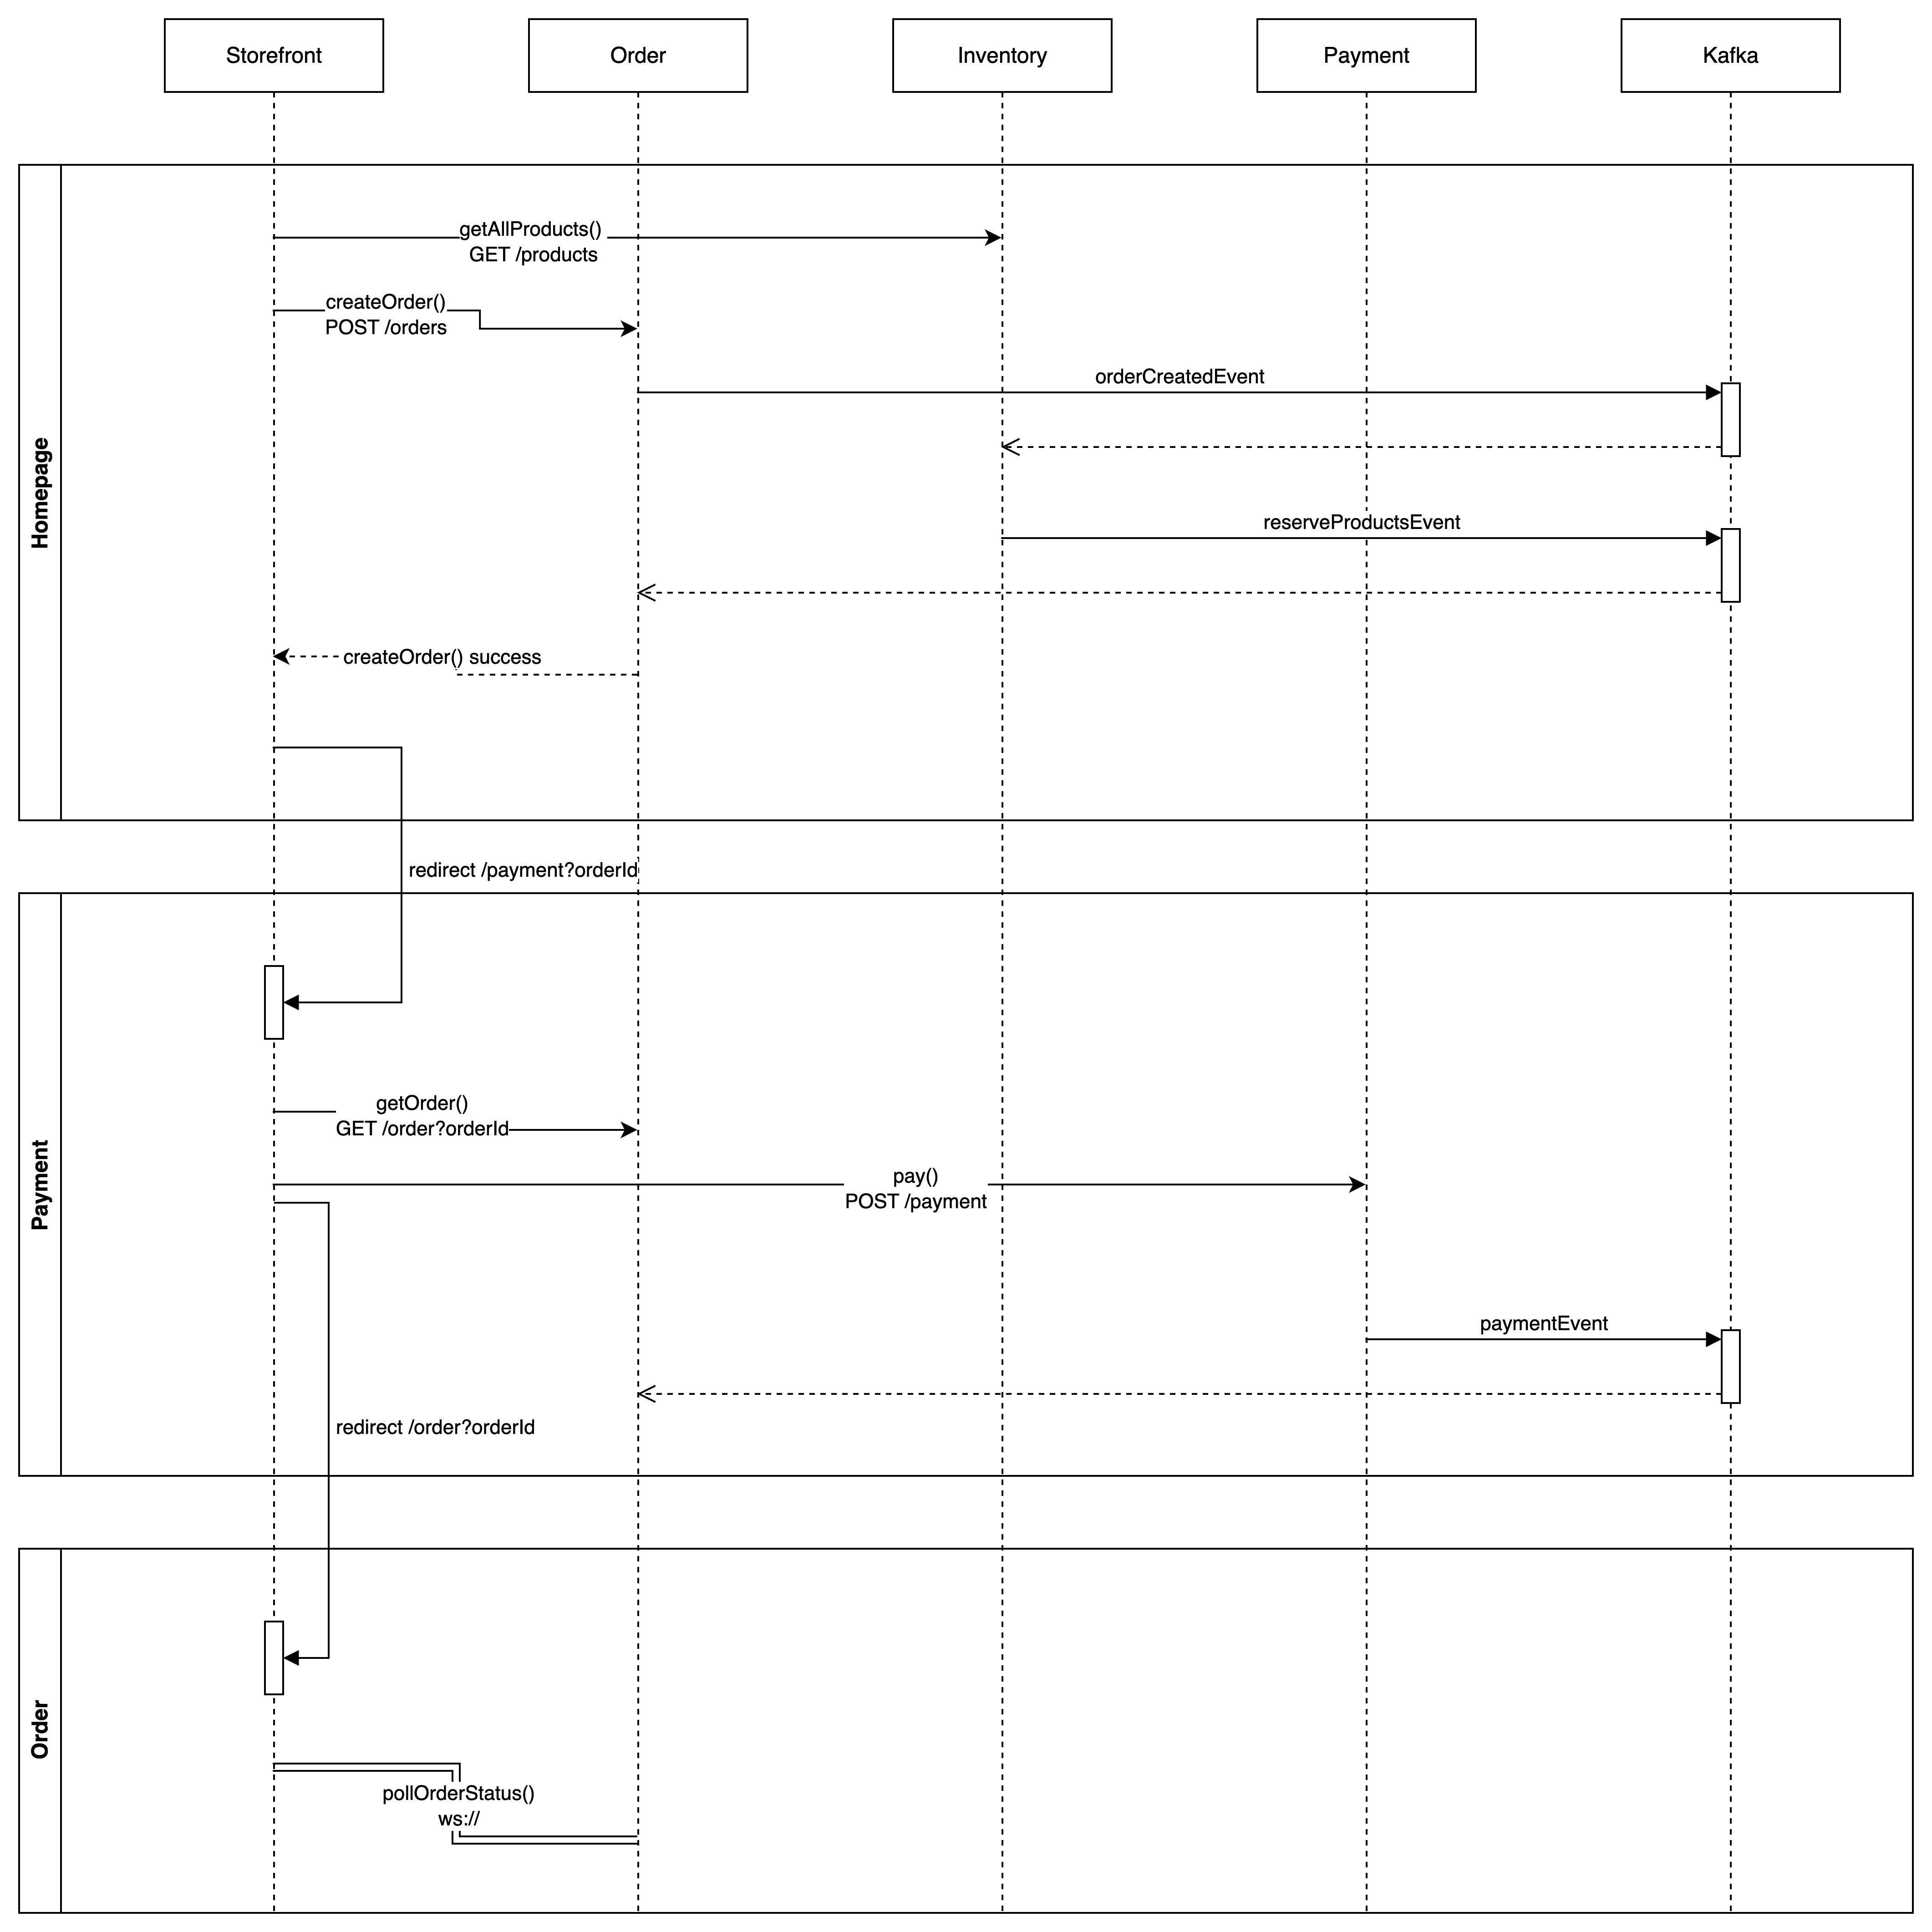 Storefront
Order
Inventory
Payment
Kafka
Homepage
getAllProducts()
GET /products
createOrder()
POST /orders
orderCreatedEvent
reserveProductsEvent
createOrder() success
redirect /payment?orderId
Payment
getOrder()
GET /order?orderId
pay()
POST /payment
paymentEvent
redirect /order?orderId
Order
pollOrderStatus()
ws://